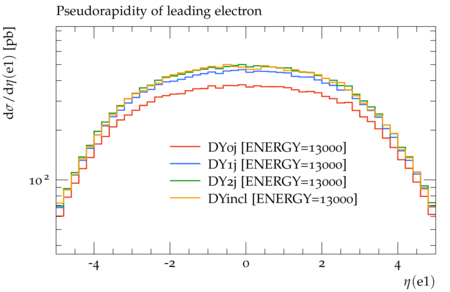 Pseudorapidity of leading electron
dσ/dη(e1) [pb]
DY0j [ENERGY=13000]
DY1j [ENERGY=13000]
DY2j [ENERGY=13000]
DYincl [ENERGY=13000]
10²
-4 -2 0 2 4
η(e1)